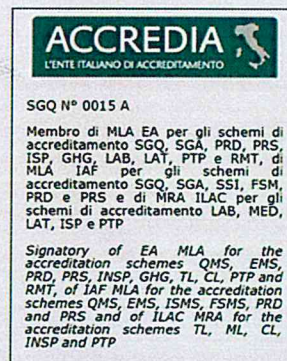 ACCREDIA
L'ENTE ITALIANO DI ACCREDITAMENTO
SGQ N° 0015 A
Membro di MLA EA per gli schemi di
accreditamento SGQ, SGA, PRD, PRS,
ISP, GHG, LAB, LAT, PTP e RMT, di
MLA IAF per gli schemi di
accreditamento SGQ, SGA, SSI, FSM,
PRD e PRS e di MRA ILAC per gli
schemi di accreditamento LAB, MED,
LAT, ISP e PTP
Signatory of EA MLA for the
accreditation schemes QMS, EMS,
PRD, PRS, INSP, GHG, TL, CL, PTP and
RMT, of IAF MLA for the accreditation
schemes QMS, EMS, ISMS, FSMS, PRD
and PRS and of ILAC MRA for the
accreditation schemes TL, ML, CL,
INSP and PTP